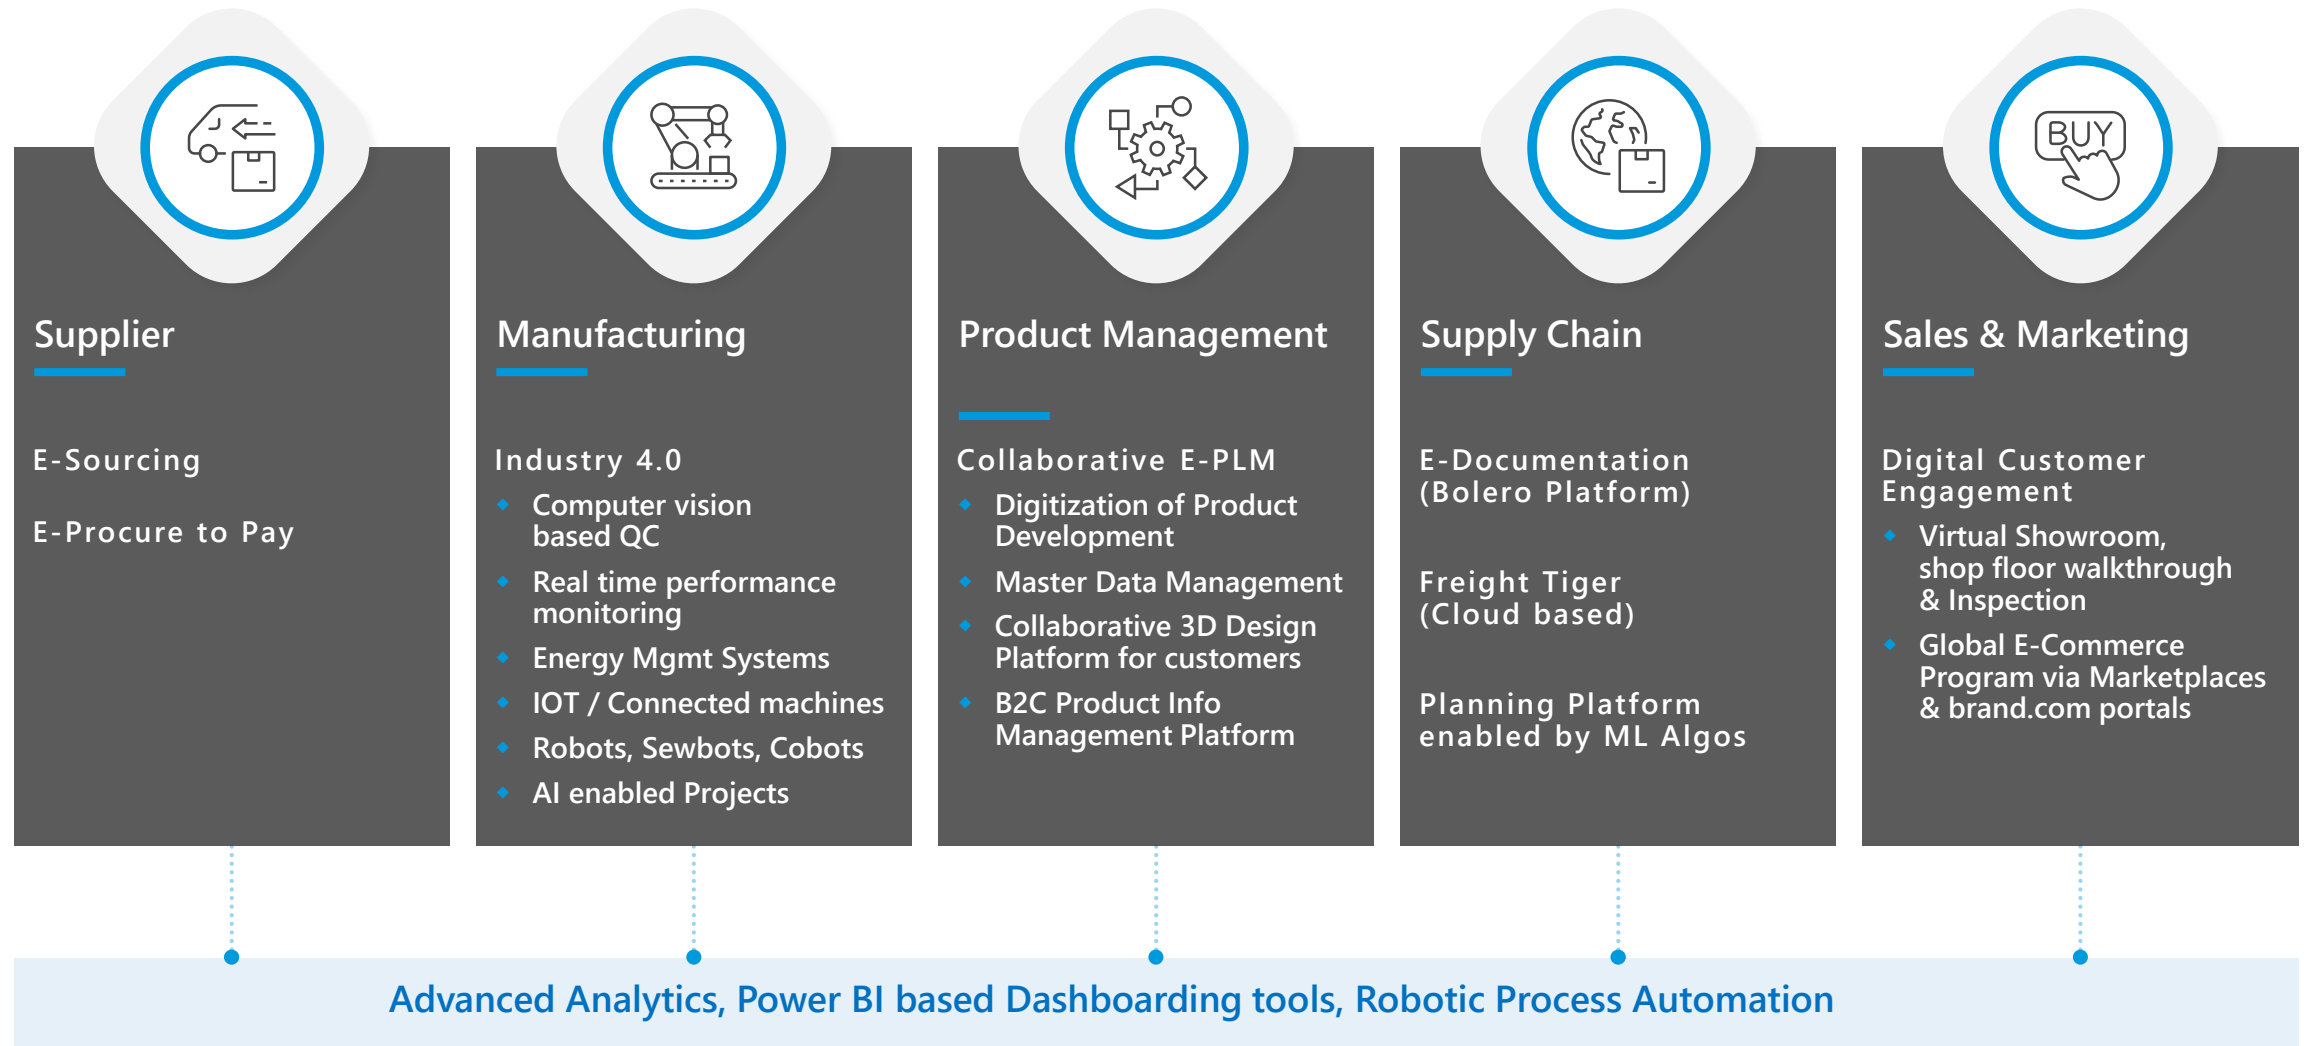 BUY
Supplier
E-Sourcing
E-Procure to Pay
Manufacturing
Industry 4.0
Computer vision
based QC
Real time performance
monitoring
Energy Mgmt Systems
IOT / Connected machines
Robots, Sewbots, Cobots
AI enabled Projects
Product Management
Collaborative E-PLM
Digitization of Product
Development
Master Data Management
Collaborative 3D Design
Platform for customers
B2C Product Info
Management Platform
Supply Chain
E-Documentation
(Bolero Platform)
Freight Tiger
(Cloud based)
Planning Platform
enabled by ML Algos
Sales & Marketing
Digital Customer
Engagement
Virtual Showroom,
shop floor walkthrough
& Inspection
Global E-Commerce
Program via Marketplaces
& brand.com portals
Advanced Analytics, Power BI based Dashboarding tools, Robotic Process Automation